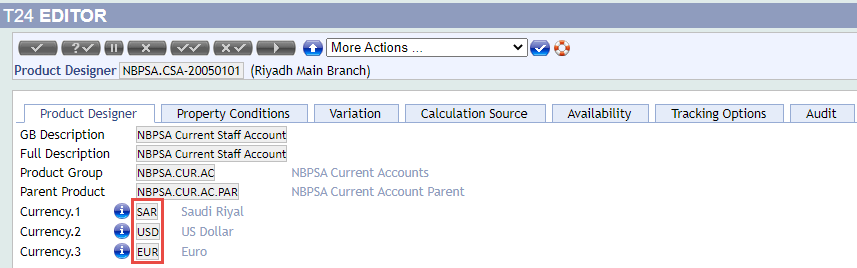 T24 EDITOR
More Actions ...
Product Designer NBPSA.CSA-20050101 (Riyadh Main Branch)
Product Designer Property Conditions Variation Calculation Source Availability Tracking Options Audit
GB Description NBPSA Current Staff Account
Full Description NBPSA Current Staff Account
Product Group NBPSA.CUR.AC NBPSA Current Accounts
Parent Product NBPSA.CUR.AC.PAR NBPSA Current Account Parent
Currency.1 SAR Saudi Riyal
Currency.2 USD US Dollar
Currency.3 EUR Euro